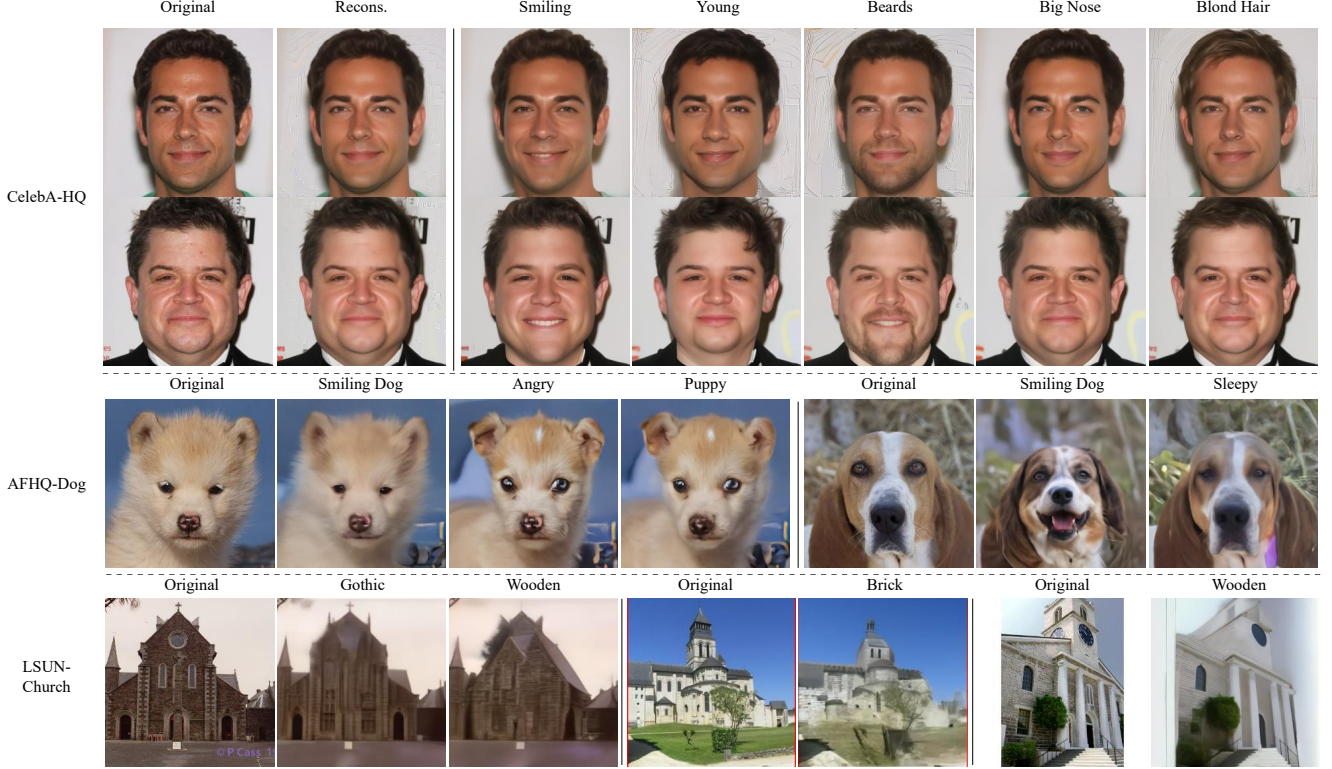 Original Recons. Smiling Young Beards Big Nose Blond Hair
CelebA-HQ
Original Smiling Dog Angry Puppy Original Smiling Dog Sleepy
AFHQ-Dog
Original Gothic Wooden Original Brick Original Wooden
LSUN-
Church
© P Cass